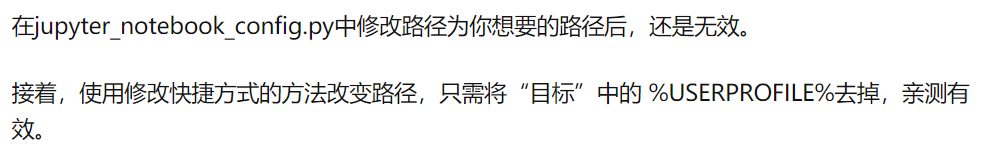 在jupyter_notebook_config.py中修改路径为你想要的路径后，还是无效。
接着，使用修改快捷方式的方法改变路径，只需将“目标”中的 %USERPROFILE%去掉，亲测有
效。